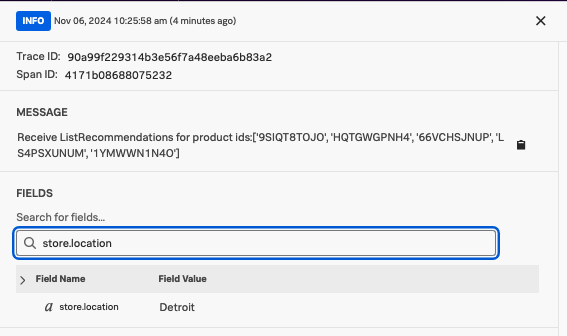 INFO Nov 06, 2024 10:25:58 am (4 minutes ago)
Trace ID: 90a99f229314b3e56f7a48eeba6b83a2
Span ID: 4171b08688075232
MESSAGE
Receive ListRecommendations for product ids:['9SIQT8TOJO', 'HQTGWGPNH4', '66VCHSJNUP', 'L
S4PSXUNUM', '1YMWWN1N4O']
FIELDS
Search for fields...
store.location
Field Name Field Value
a store.location Detroit